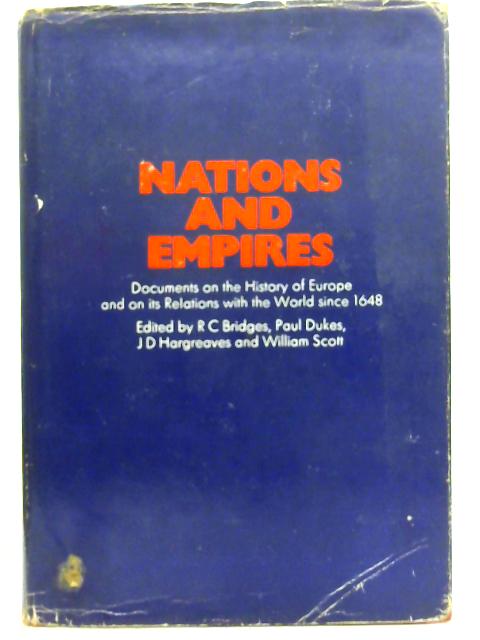 NATIONS
AND
EMPIRES
Documents on the History of Europe
and on its Relations with the World since 1648
Edited by R C Bridges, Paul Dukes,
J D Hargreaves and William Scott